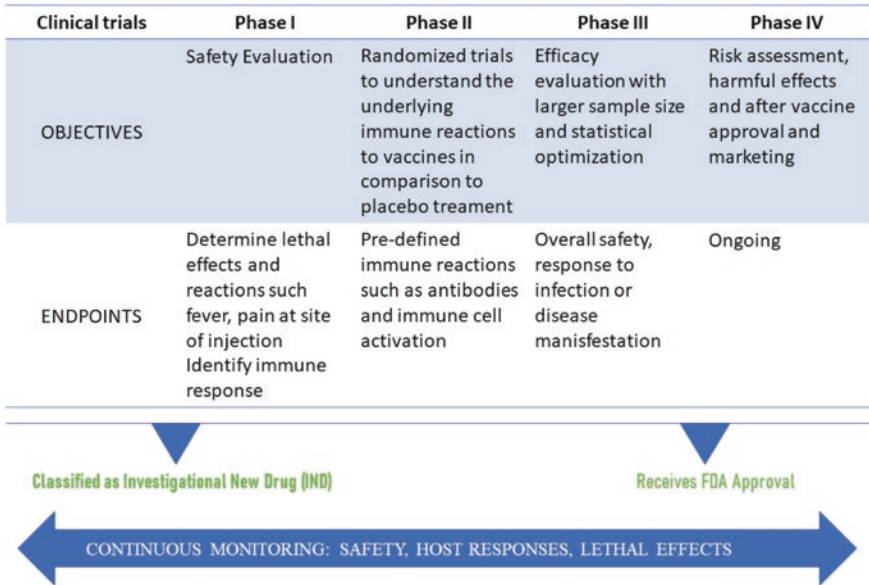 Clinical trials Phase I Phase II Phase III Phase IV
OBJECTIVES
Safety Evaluation
Randomized trials
to understand the
underlying
immune reactions
to vaccines in
comparison to
placebo treament
Efficacy
evaluation with
larger sample size
and statistical
optimization
Risk assessment,
harmful effects
and after vaccine
approval and
marketing
ENDPOINTS
Determine lethal
effects and
reactions such
fever, pain at site
of injection
Identify immune
response
Pre-defined
immune reactions
such as antibodies
and immune cell
activation
Overall safety,
response to
infection or
disease
manisfestation
Ongoing
Classified as Investigational New Drug (IND)
Receives FDA Approval
CONTINUOUS MONITORING: SAFETY, HOST RESPONSES, LETHAL EFFECTS